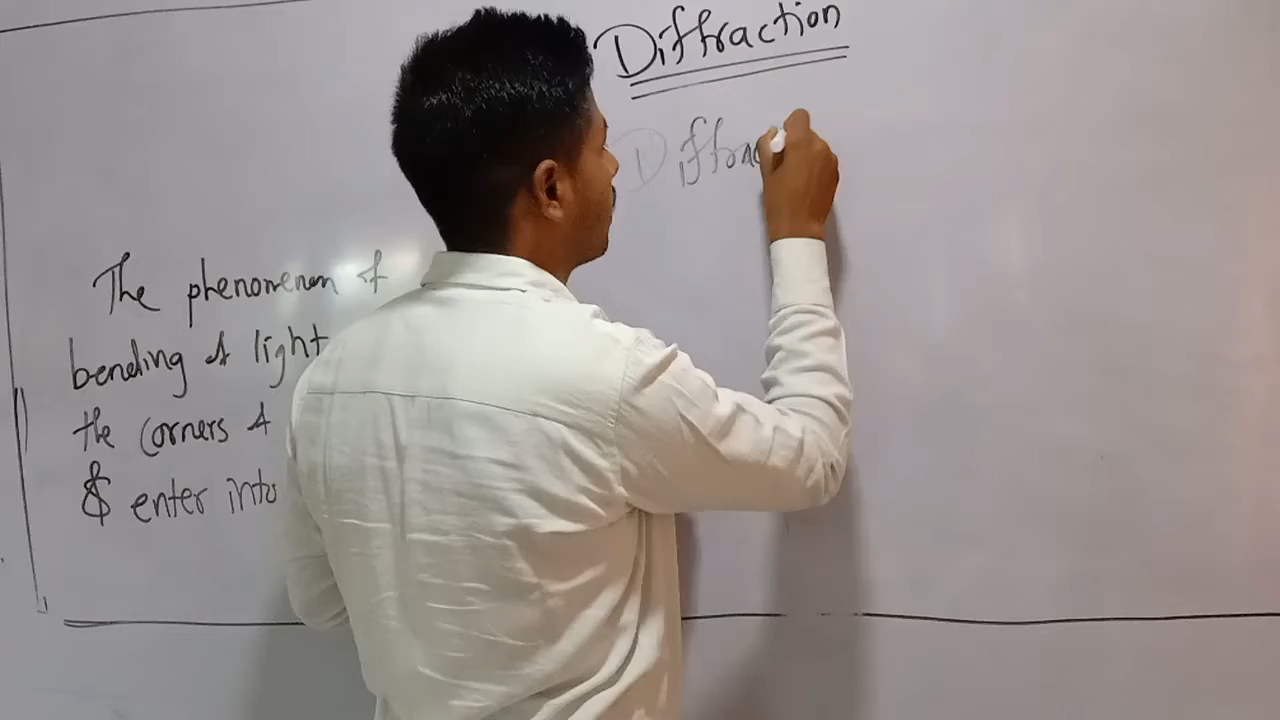 Diffraction
Diffrac
The phenomenon of
bending of light
the corners of
& enter into